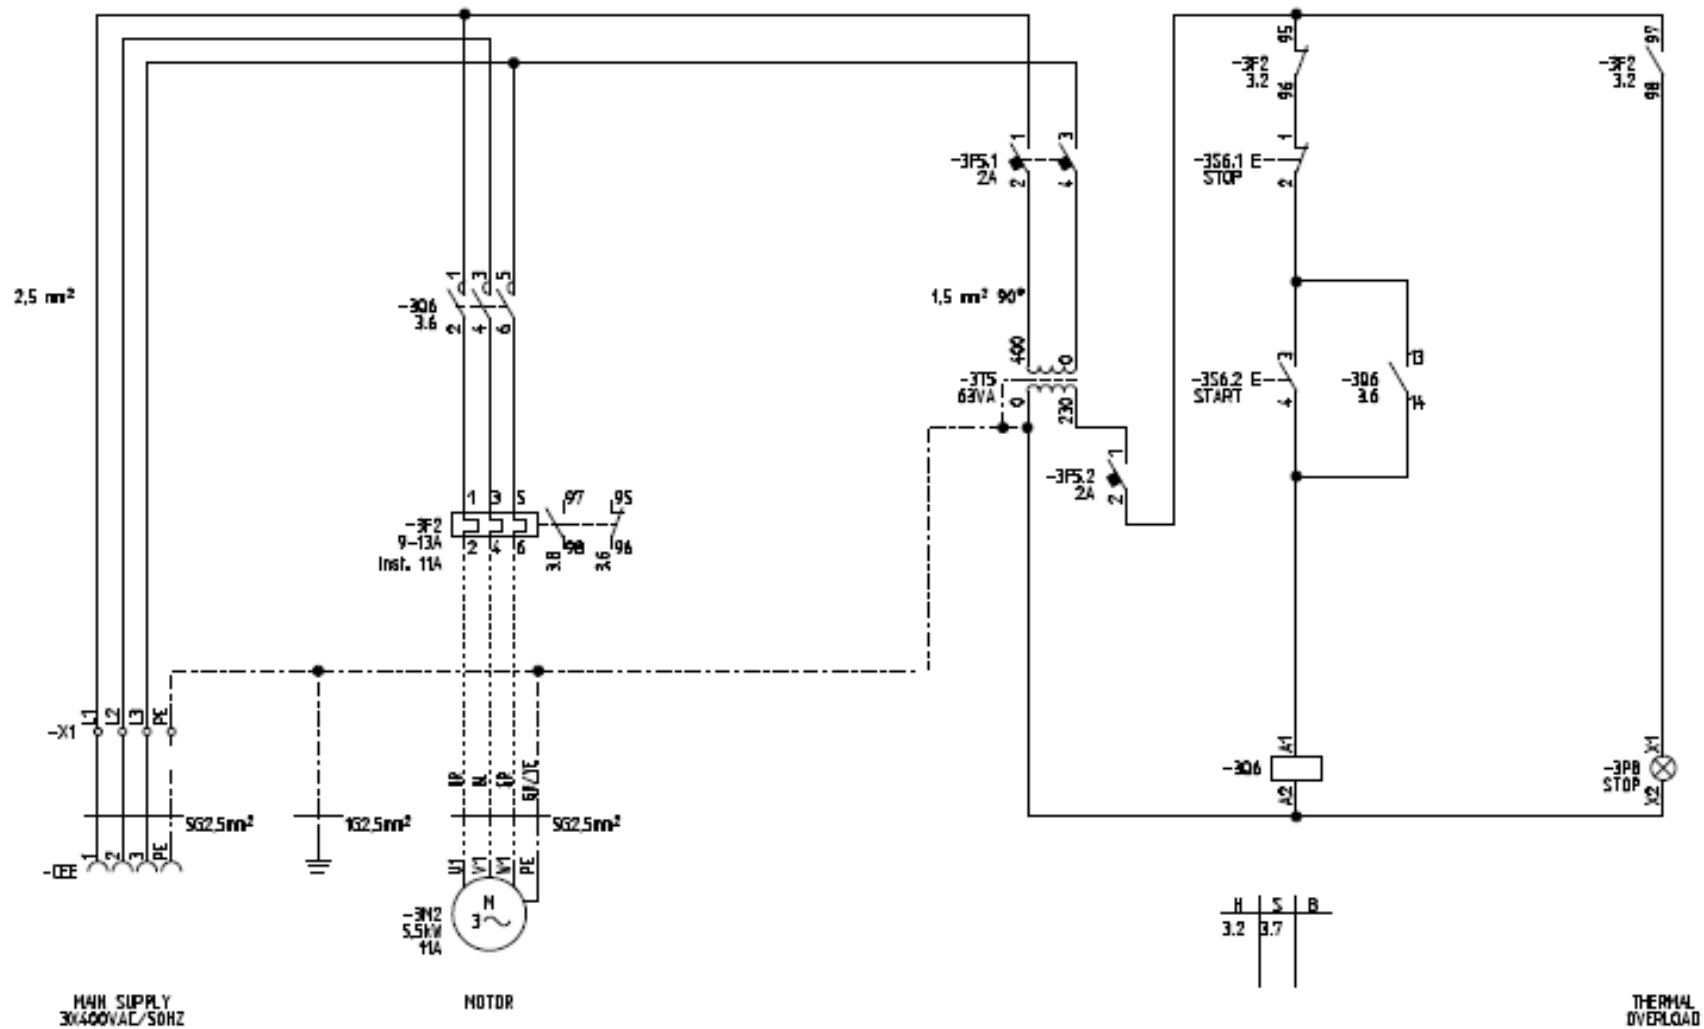 95
-3F2
3.2
96
97
-3F2
3.2
98
1
3
-3F5.1
2A
2
4
1
-3S6.1 E
STOP
2
2,5 mm²
1
3
5
-3Q6
3.6
2
4
6
1,5 mm² 90°
400
0
-3T5
63VA
0
230
3
-3S6.2 E
START
4
-3Q6
3.6
13
14
-3F5.2
2A
1
2
1
3
5
-3F2
9-13A
Inst. 11A
2
4
6
97
98
3.8
95
96
3.6
-X1
L1
L2
L3
PE
BR
BL
GR
5G2,5mm²
1G2,5mm²
5G2,5mm²
-CEE
1
2
3
PE
U1
V1
W1
PE
M
3
-3M2
5,5kW
11A
A1
-3Q6
A2
X1
-3P8
STOP
X2
H
S
B
3.2
3.7
MAIN SUPPLY
3X400VAC/50HZ
MOTOR
THERMAL
OVERLOAD